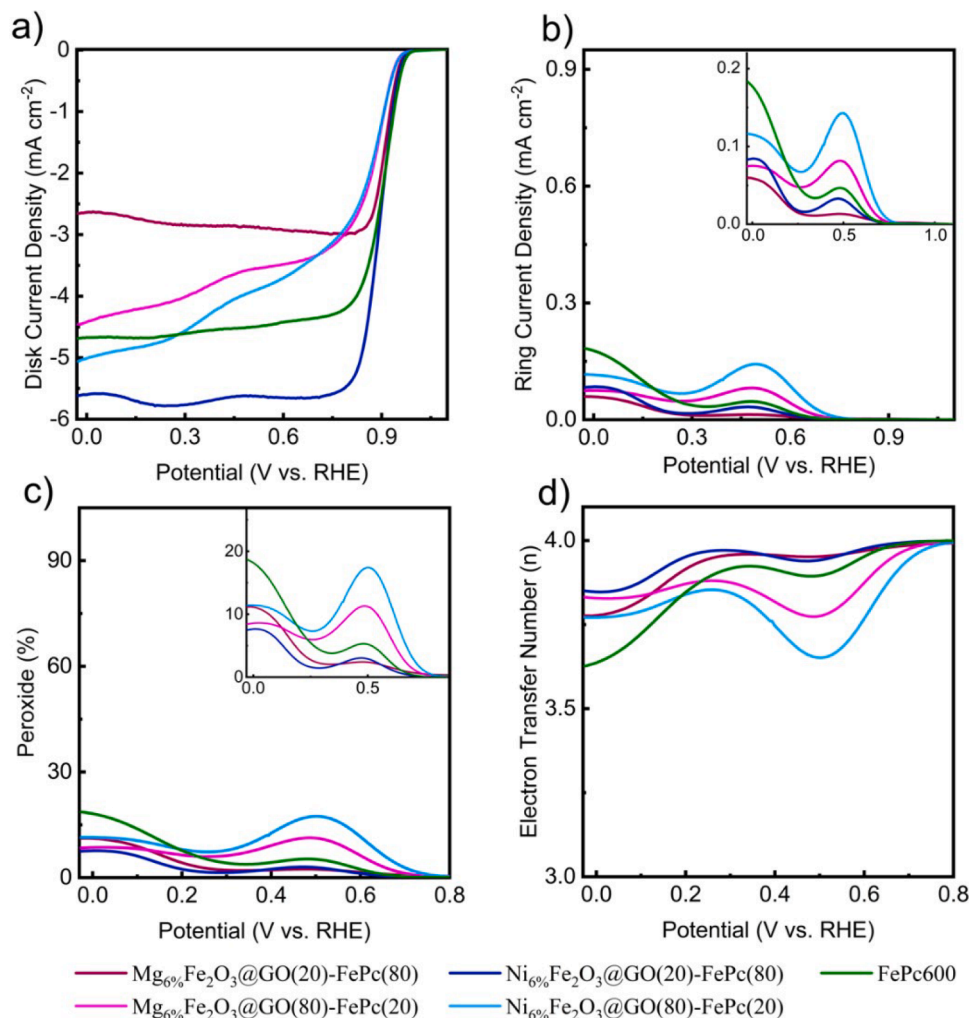 a)
0
-1
-2
-3
-4
-5
-6
0.0 0.3 0.6 0.9
Disk Current Density (mA cm⁻²)
Potential (V vs. RHE)
b)
0.9
0.6
0.3
0.0
0.0 0.3 0.6 0.9
Ring Current Density (mA cm⁻²)
Potential (V vs. RHE)
0.2
0.1
0.0
0.0 0.5 1.0
c)
90
60
30
0
0.0 0.2 0.4 0.6 0.8
Peroxide (%)
Potential (V vs. RHE)
20
10
0
0.0 0.5
d)
4.0
3.5
3.0
0.0 0.2 0.4 0.6 0.8
Electron Transfer Number (n)
Potential (V vs. RHE)
Mg₆%Fe₂O₃@GO(20)-FePc(80) Ni₆%Fe₂O₃@GO(20)-FePc(80) FePc600
Mg₆%Fe₂O₃@GO(80)-FePc(20) Ni₆%Fe₂O₃@GO(80)-FePc(20)